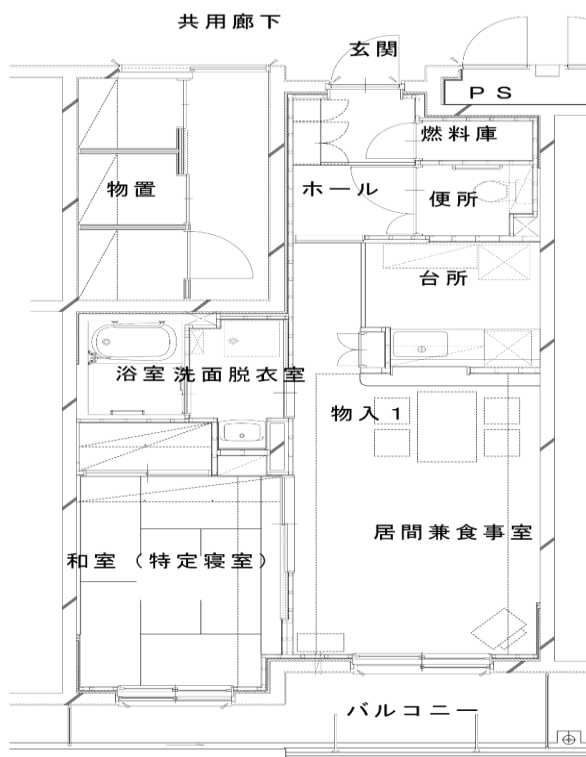 共用廊下
玄関
ＰＳ
燃料庫
物置
ホール
便所
台所
浴室
洗面脱衣室
物入１
居間兼食事室
和室（特定寝室）
バルコニー